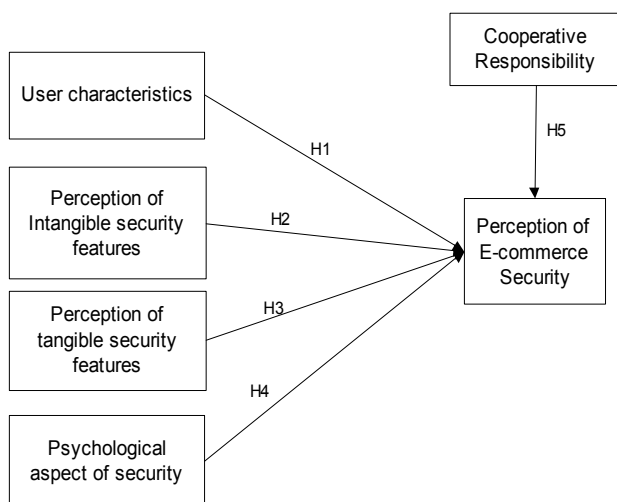 Cooperative
Responsibility
User characteristics
H5
H1
Perception of
Intangible security
features
H2
Perception of
E-commerce
Security
Perception of
tangible security
features
H3
H4
Psychological
aspect of security